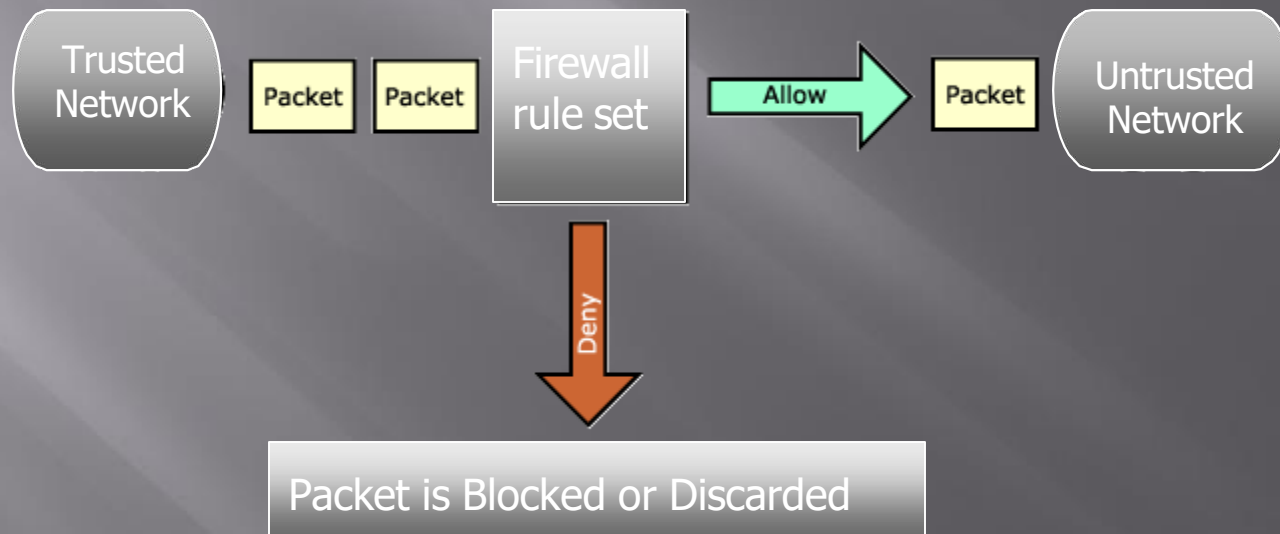 Trusted
Network
Packet
Packet
Firewall
rule set
Allow
Packet
Untrusted
Network
Deny
Packet is Blocked or Discarded